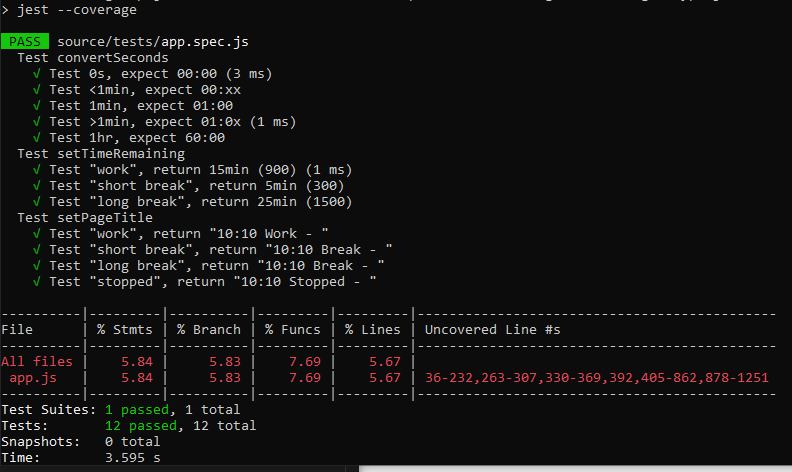 > jest --coverage
PASS source/tests/app.spec.js
Test convertSeconds
√ Test 0s, expect 00:00 (3 ms)
√ Test <1min, expect 00:xx
√ Test 1min, expect 01:00
√ Test >1min, expect 01:0x (1 ms)
√ Test 1hr, expect 60:00
Test setTimeRemaining
√ Test "work", return 15min (900) (1 ms)
√ Test "short break", return 5min (300)
√ Test "long break", return 25min (1500)
Test setPageTitle
√ Test "work", return "10:10 Work - "
√ Test "short break", return "10:10 Break - "
√ Test "long break", return "10:10 Break - "
√ Test "stopped", return "10:10 Stopped - "
----------|---------|----------|---------|---------|---------------------------------------------
File      | % Stmts | % Branch | % Funcs | % Lines | Uncovered Line #s
----------|---------|----------|---------|---------|---------------------------------------------
All files |    5.84 |     5.83 |    7.69 |    5.67 |
app.js   |    5.84 |     5.83 |    7.69 |    5.67 | 36-232,263-307,330-369,392,405-862,878-1251
----------|---------|----------|---------|---------|---------------------------------------------
Test Suites: 1 passed, 1 total
Tests:       12 passed, 12 total
Snapshots:   0 total
Time:        3.595 s